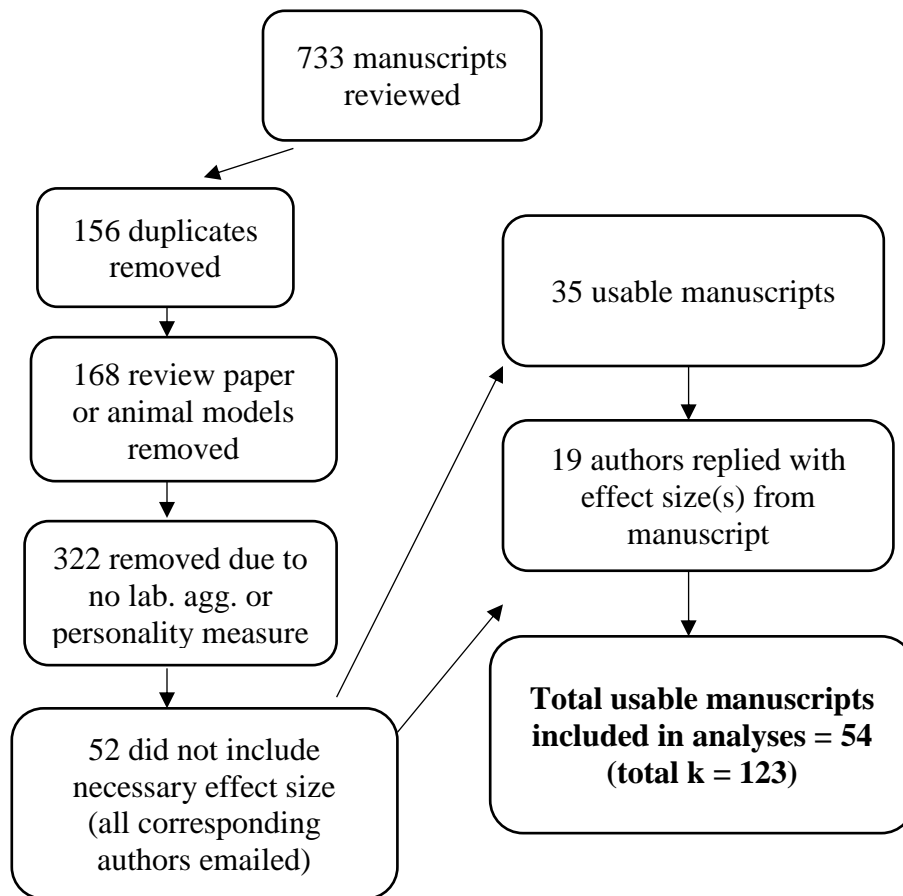 733 manuscripts
reviewed
156 duplicates
removed
168 review paper
or animal models
removed
322 removed due to
no lab. agg. or
personality measure
52 did not include
necessary effect size
(all corresponding
authors emailed)
35 usable manuscripts
19 authors replied with
effect size(s) from
manuscript
Total usable manuscripts
included in analyses = 54
(total k = 123)